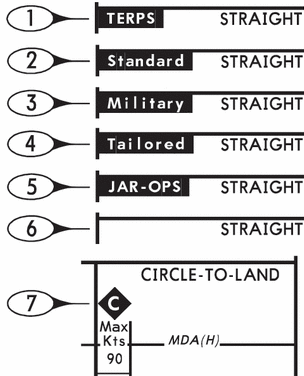 1 TERPS STRAIGHT
2 Standard STRAIGHT
3 Military STRAIGHT
4 Tailored STRAIGHT
5 JAR-OPS STRAIGHT
6 STRAIGHT
CIRCLE-TO-LAND
7 C
Max
Kts MDA(H)
90